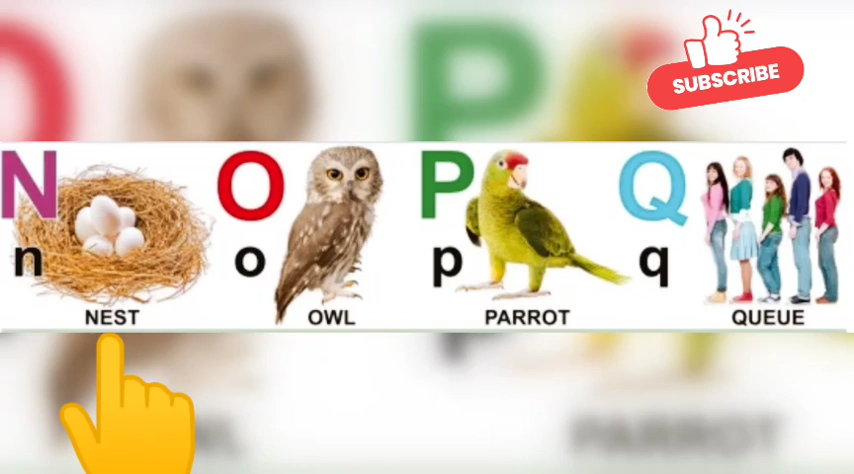 SUBSCRIBE
N O P Q
n o p q
NEST OWL PARROT QUEUE